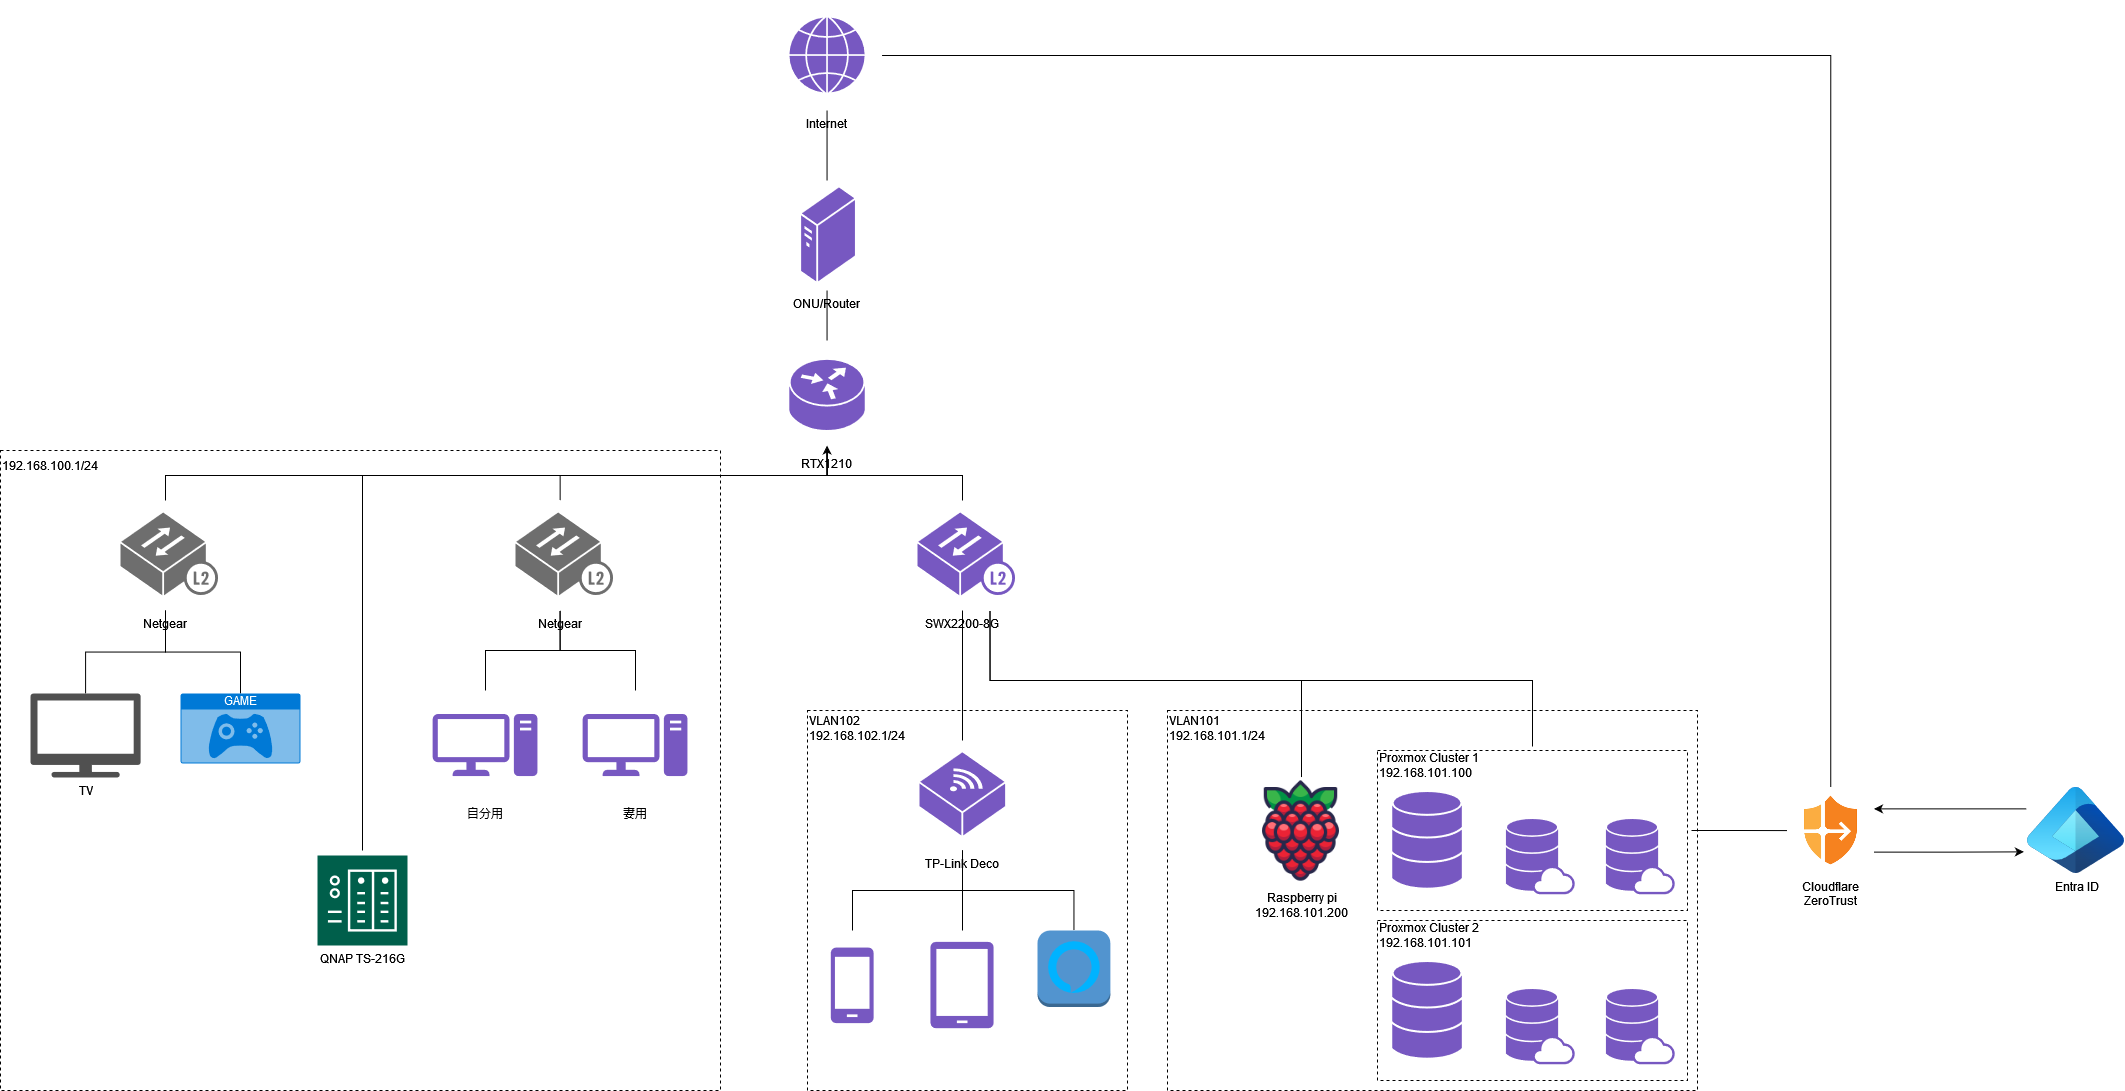 Internet
ONU/Router
RTX1210
192.168.100.1/24
L2
Netgear
L2
Netgear
L2
SWX2200-8G
TV
GAME
自分用
妻用
QNAP TS-216G
VLAN102
192.168.102.1/24
TP-Link Deco
VLAN101
192.168.101.1/24
Raspberry pi
192.168.101.200
Proxmox Cluster 1
192.168.101.100
Proxmox Cluster 2
192.168.101.101
Cloudflare
ZeroTrust
Entra ID